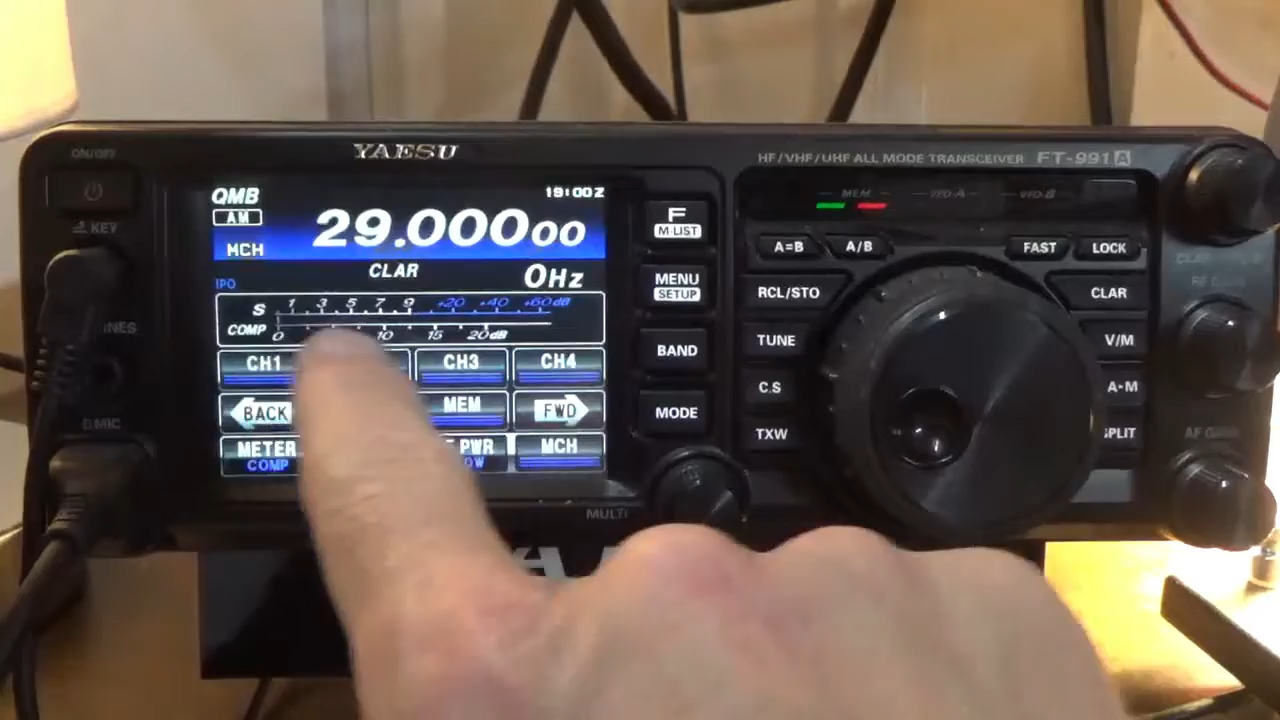 ON/OFF
YAESU
HF/VHF/UHF ALL MODE TRANSCEIVER FT-991A
QMB
19:00Z
AM
29.00000
MCH
CLAR
0Hz
IPO
S 1 3 5 7 9 +20 +40 +60dB
COMP 0 10 15 20dB
CH1
CH3
CH4
BACK
MEM
FWD
METER
COMP
PWR
MCH
KEY
F
M-LIST
MENU
SETUP
BAND
MODE
MULTI
MEM
VFO-A
VFO-B
A=B
A/B
FAST
LOCK
RCL/STO
CLAR
TUNE
V/M
C.S
TXW
SPLIT
AF GAIN